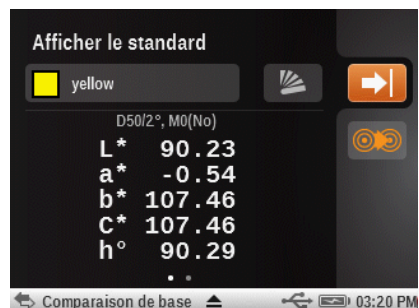 Afficher le standard
yellow
D50/2°, M0(No)
L* 90.23
a* -0.54
b* 107.46
C* 107.46
h° 90.29
Comparaison de base 03:20 PM